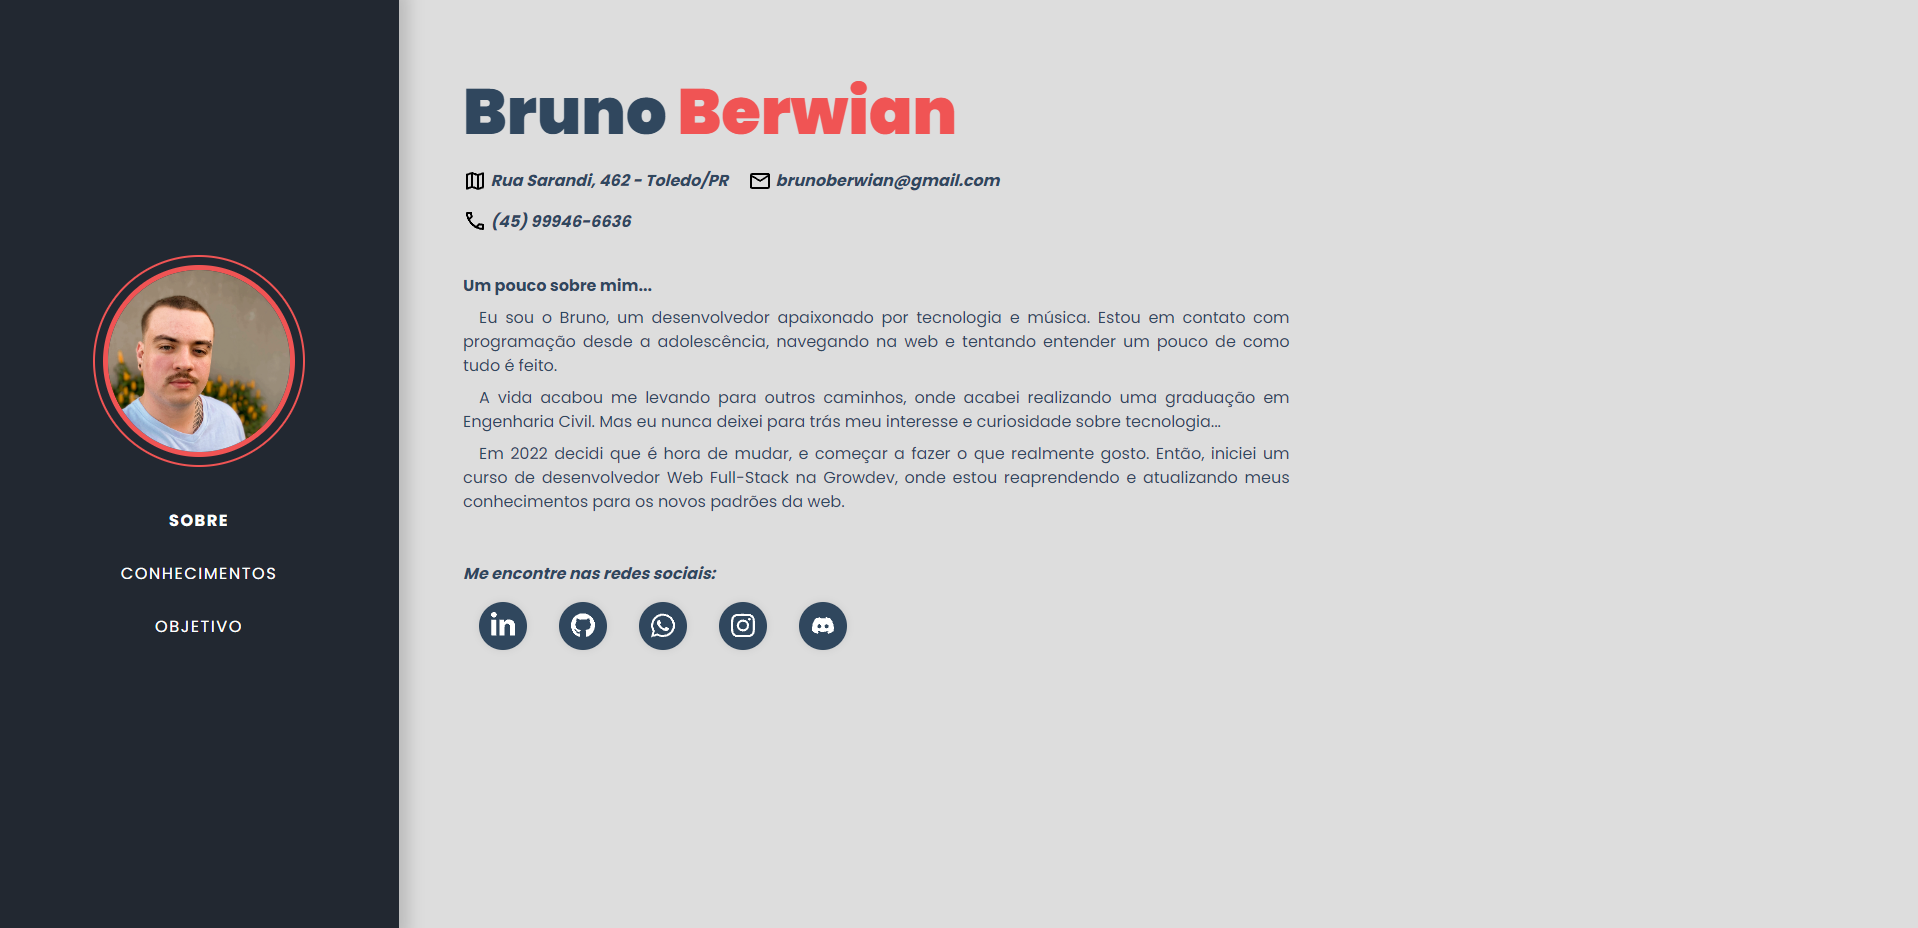 Bruno Berwian
Rua Sarandi, 462 - Toledo/PR brunoberwian@gmail.com
(45) 99946-6636
Um pouco sobre mim...
Eu sou o Bruno, um desenvolvedor apaixonado por tecnologia e música. Estou em contato com
programação desde a adolescência, navegando na web e tentando entender um pouco de como
tudo é feito.
A vida acabou me levando para outros caminhos, onde acabei realizando uma graduação em
Engenharia Civil. Mas eu nunca deixei para trás meu interesse e curiosidade sobre tecnologia...
Em 2022 decidi que é hora de mudar, e começar a fazer o que realmente gosto. Então, iniciei um
curso de desenvolvedor Web Full-Stack na Growdev, onde estou reaprendendo e atualizando meus
conhecimentos para os novos padrões da web.
Me encontre nas redes sociais:
in
SOBRE
CONHECIMENTOS
OBJETIVO